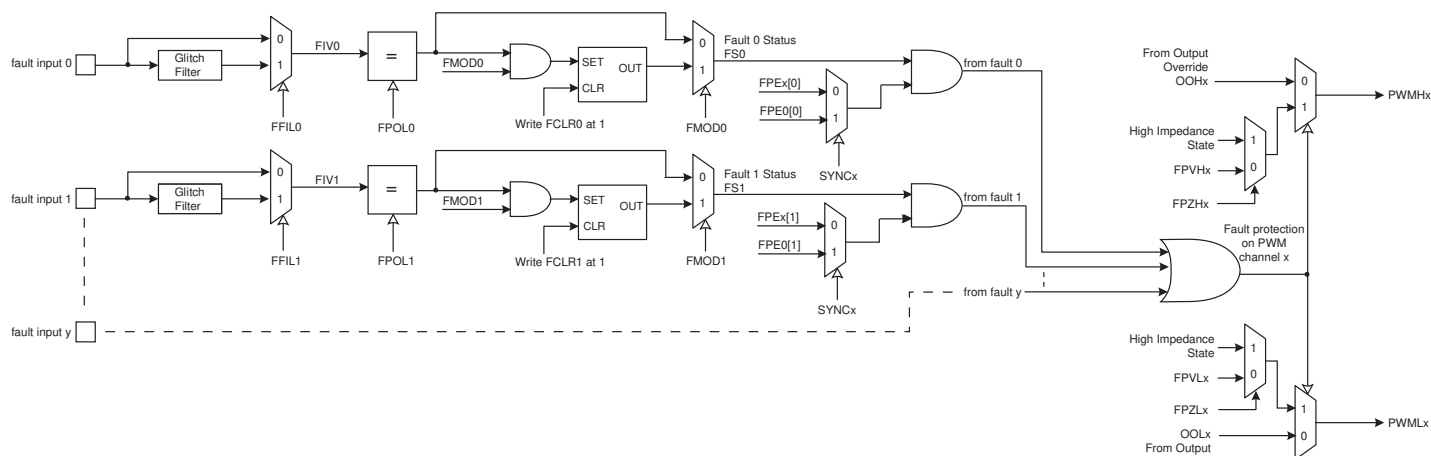 fault input 0
Glitch
Filter
0
1
FFIL0
FIV0
=
FPOL0
FMOD0
SET
OUT
CLR
Write FCLR0 at 1
0
1
FMOD0
Fault 0 Status
FS0
FPEx[0]
FPE0[0]
0
1
SYNCx
from fault 0
fault input 1
Glitch
Filter
0
1
FFIL1
FIV1
=
FPOL1
FMOD1
SET
OUT
CLR
Write FCLR1 at 1
0
1
FMOD1
Fault 1 Status
FS1
FPEx[1]
FPE0[1]
0
1
SYNCx
from fault 1
fault input y
from fault y
Fault protection
on PWM
channel x
From Output
Override
OOHx
0
1
PWMHx
High Impedance
State
FPVHx
1
0
FPZHx
High Impedance
State
FPVLx
1
0
FPZLx
OOLx
From Output
1
0
PWMLx